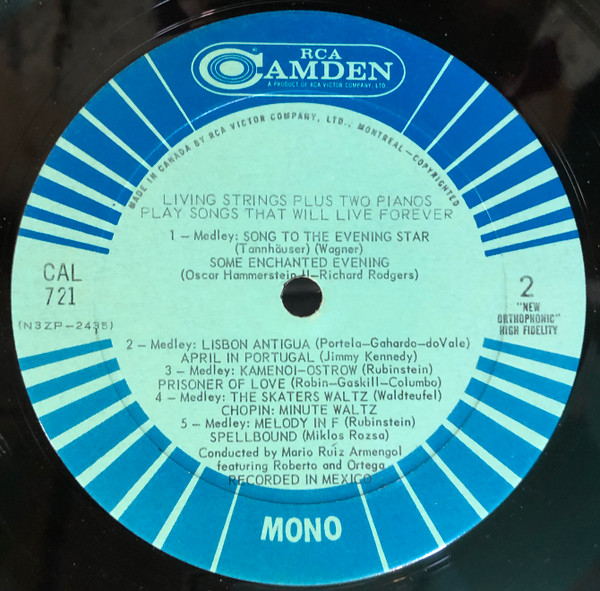 RCA
CAMDEN
A PRODUCT OF RCA VICTOR COMPANY, LTD.
MADE IN CANADA BY RCA VICTOR COMPANY, LTD., MONTREAL—COPYRIGHTED
LIVING STRINGS PLUS TWO PIANOS
PLAY SONGS THAT WILL LIVE FOREVER
1 — Medley: SONG TO THE EVENING STAR
(Tannhäuser) (Wagner)
SOME ENCHANTED EVENING
(Oscar Hammerstein II—Richard Rodgers)
CAL
721
(N3ZP-2435)
2
"NEW
ORTHOPHONIC"
HIGH FIDELITY
2 — Medley: LISBON ANTIGUA (Portela-Gahardo-doVale)
APRIL IN PORTUGAL (Jimmy Kennedy)
3 — Medley: KAMENOI-OSTROW (Rubinstein)
PRISONER OF LOVE (Robin-Gaskill-Columbo)
4 — Medley: THE SKATERS WALTZ (Waldteufel)
CHOPIN: MINUTE WALTZ
5 — Medley: MELODY IN F (Rubinstein)
SPELLBOUND (Miklos Rozsa)
Conducted by Mario Ruiz Armengol
featuring Roberto and Ortega
RECORDED IN MEXICO
MONO